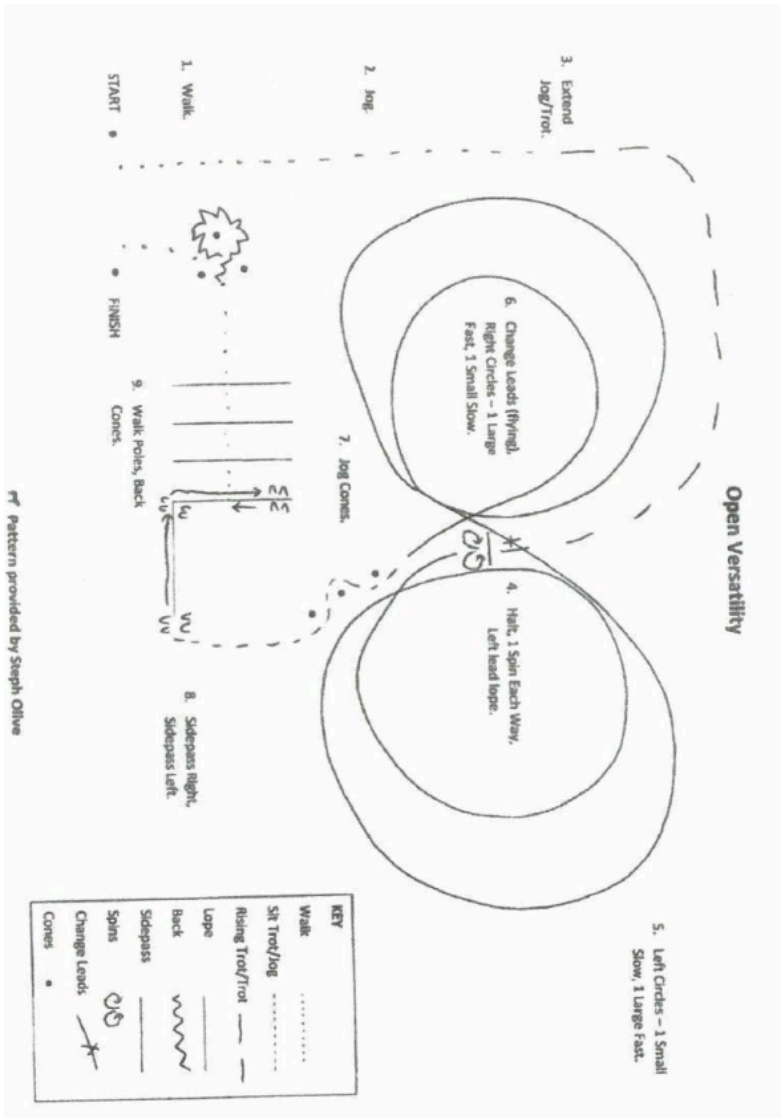 Open Versatility
START
1. Walk.
2. Jog.
3. Extend
Jog/Trot.
4. Halt, 1 Spin Each Way,
Left lead lope.
5. Left Circles – 1 Small
Slow, 1 Large Fast.
6. Change Leads (flying),
Right Circles – 1 Large
Fast, 1 Small Slow.
7. Jog Cones.
8. Sidepass Right,
Sidepass Left.
9. Walk Poles, Back
Cones.
FINISH
KEY
Walk
Sit Trot/Jog
Rising Trot/Trot
Lope
Back
Sidepass
Spins
Change Leads
Cones
Pattern provided by Steph Olive